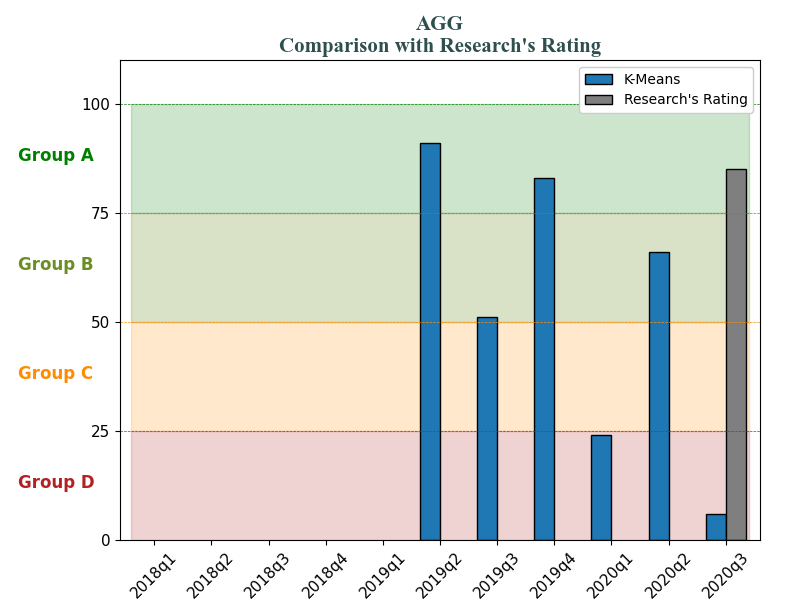 AGG
Comparison with Research's Rating
K-Means
Research's Rating
100
Group A
75
Group B
50
Group C
25
Group D
0
2018q1
2018q2
2018q3
2018q4
2019q1
2019q2
2019q3
2019q4
2020q1
2020q2
2020q3